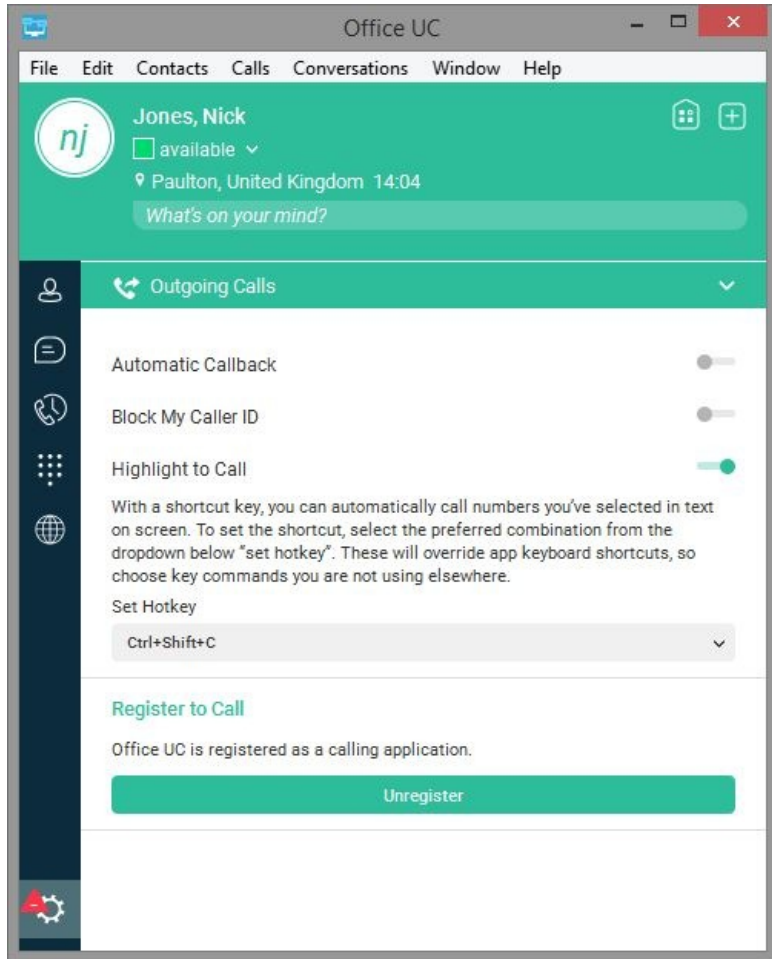 Office UC
File Edit Contacts Calls Conversations Window Help
nj
Jones, Nick
available
Paulton, United Kingdom 14:04
What's on your mind?
Outgoing Calls
Automatic Callback
Block My Caller ID
Highlight to Call
With a shortcut key, you can automatically call numbers you've selected in text
on screen. To set the shortcut, select the preferred combination from the
dropdown below "set hotkey". These will override app keyboard shortcuts, so
choose key commands you are not using elsewhere.
Set Hotkey
Ctrl+Shift+C
Register to Call
Office UC is registered as a calling application.
Unregister